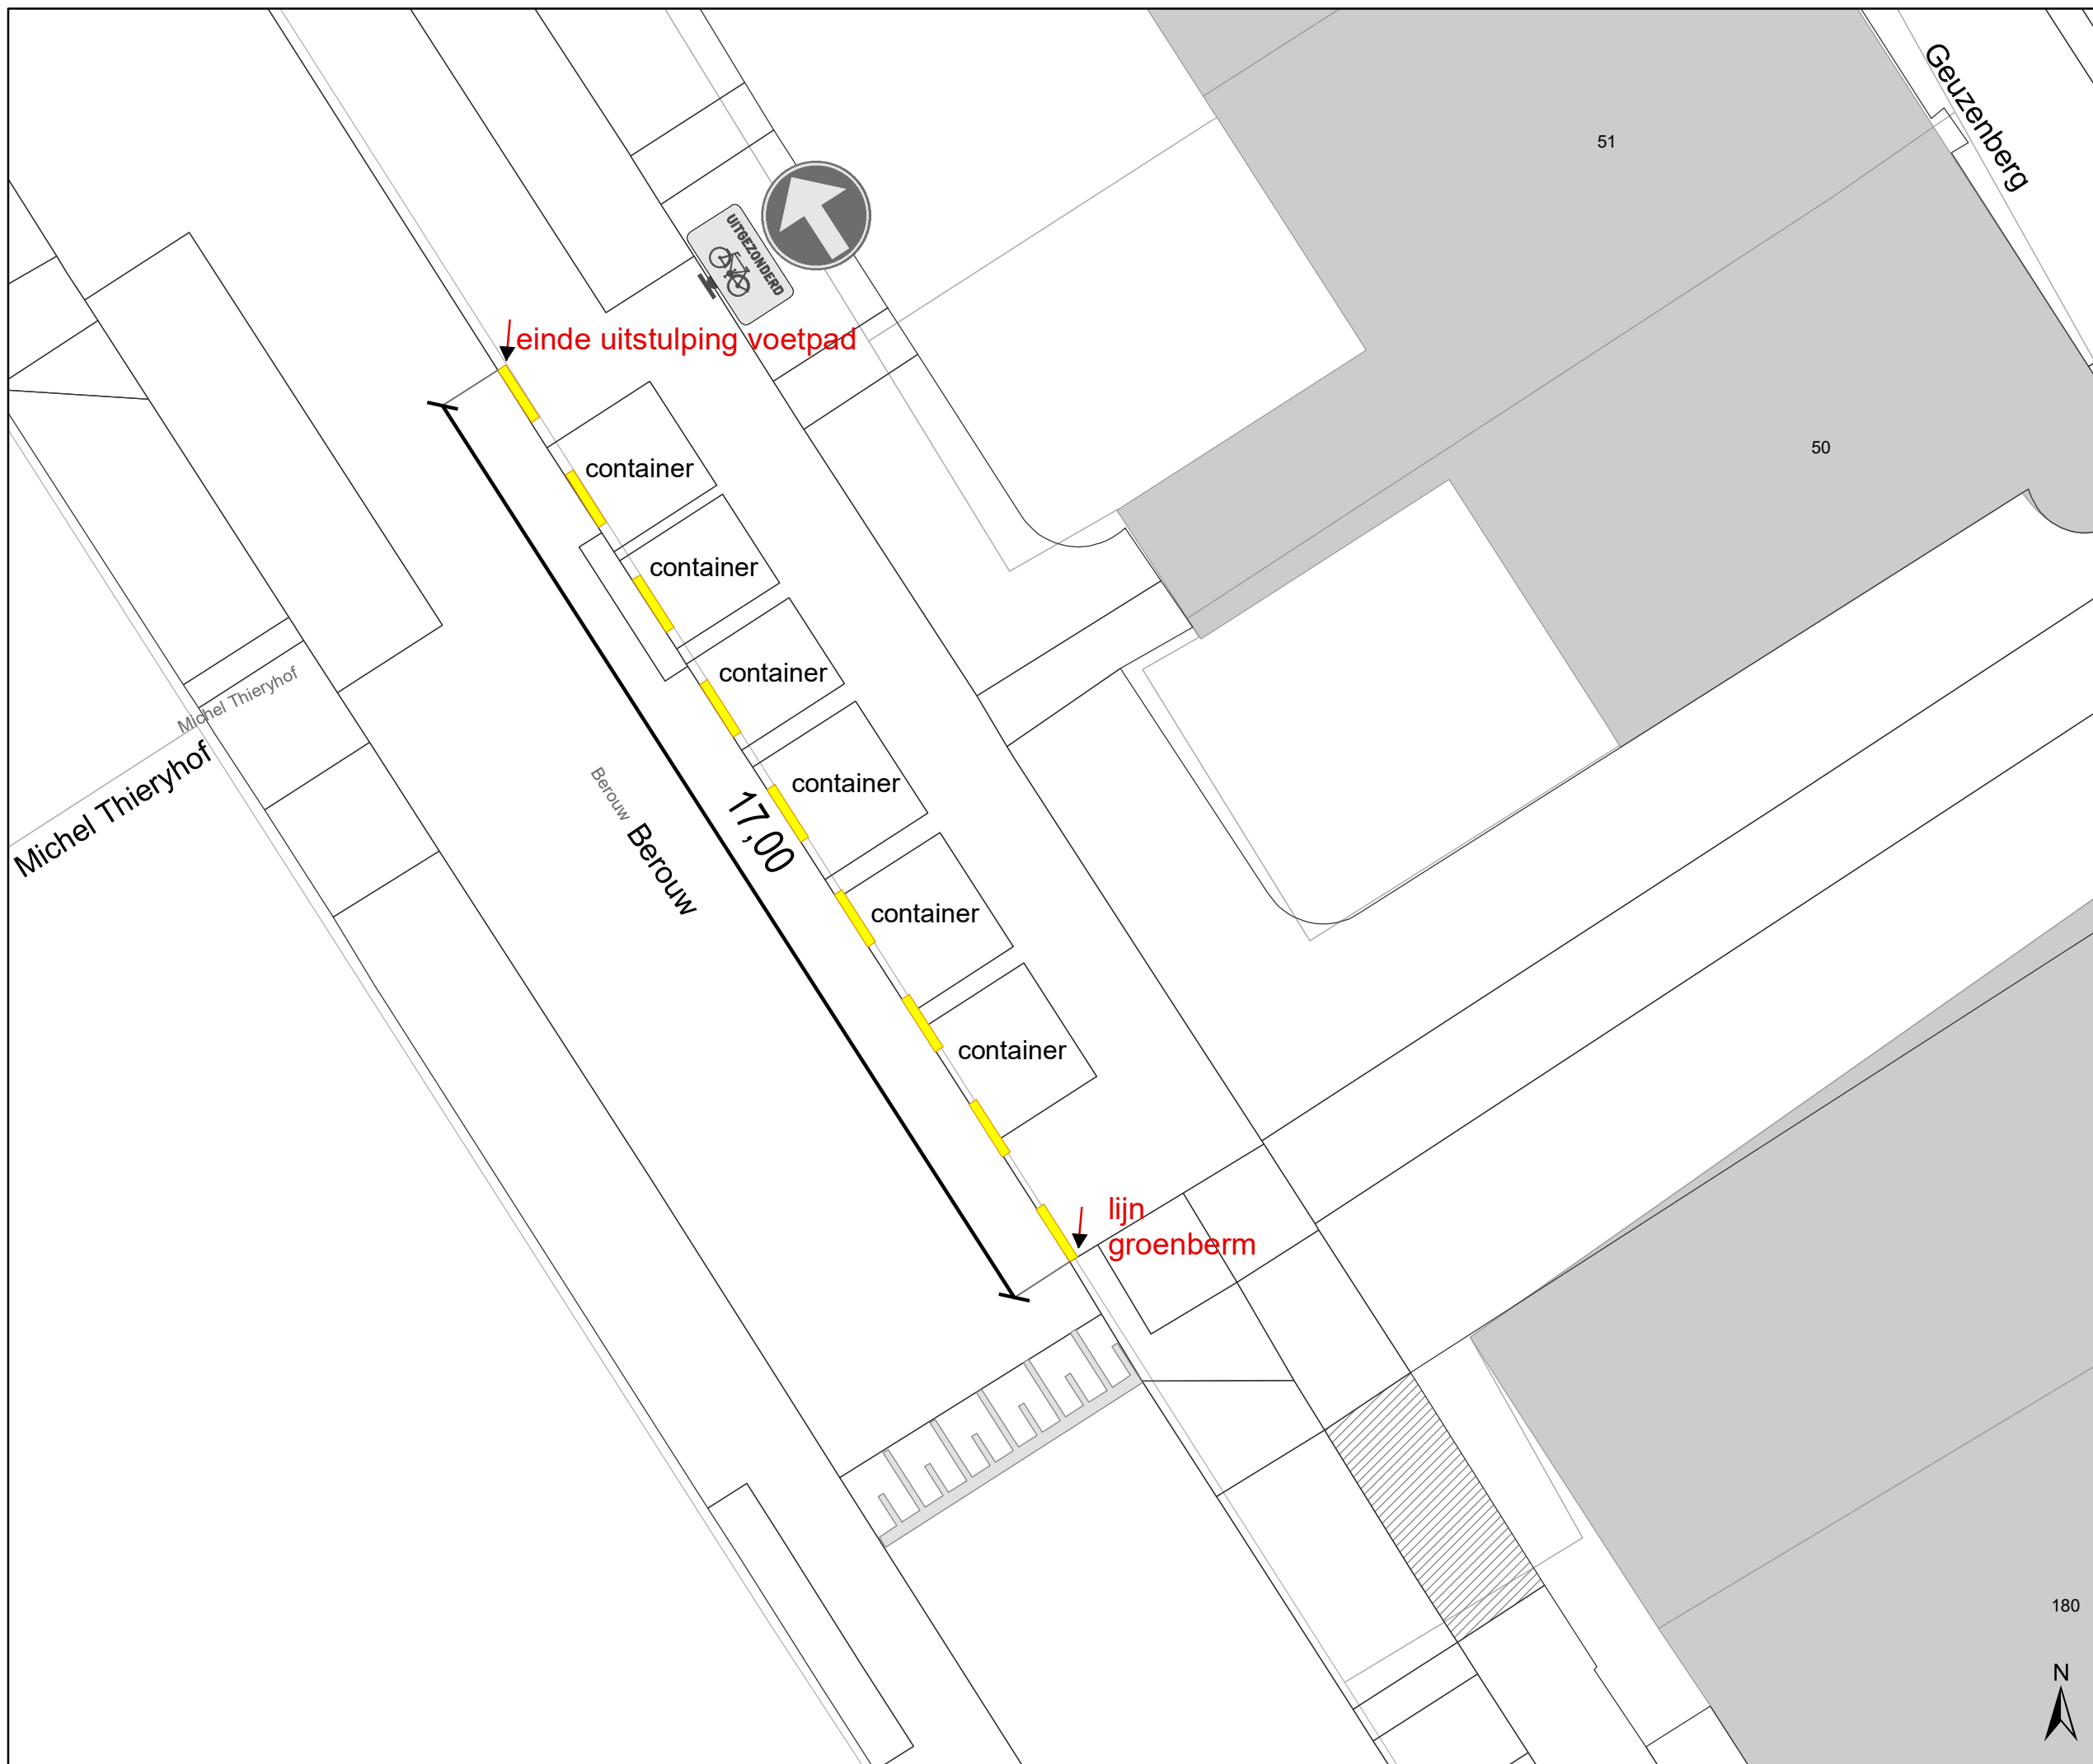 Geuzenberg
51
UITGEZONDERD
einde uitstulping voetpad
50
container
container
container
Michel Thieryhof
Michel Thieryhof
container
Berouw
Berouw
17,00
container
container
lijn
groenberm
180
N